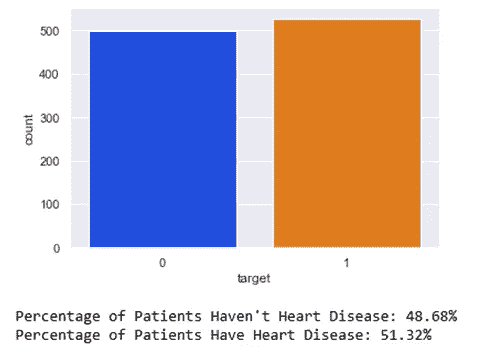 500
400
300
200
100
0
count
0 1
target
Percentage of Patients Haven't Heart Disease: 48.68%
Percentage of Patients Have Heart Disease: 51.32%